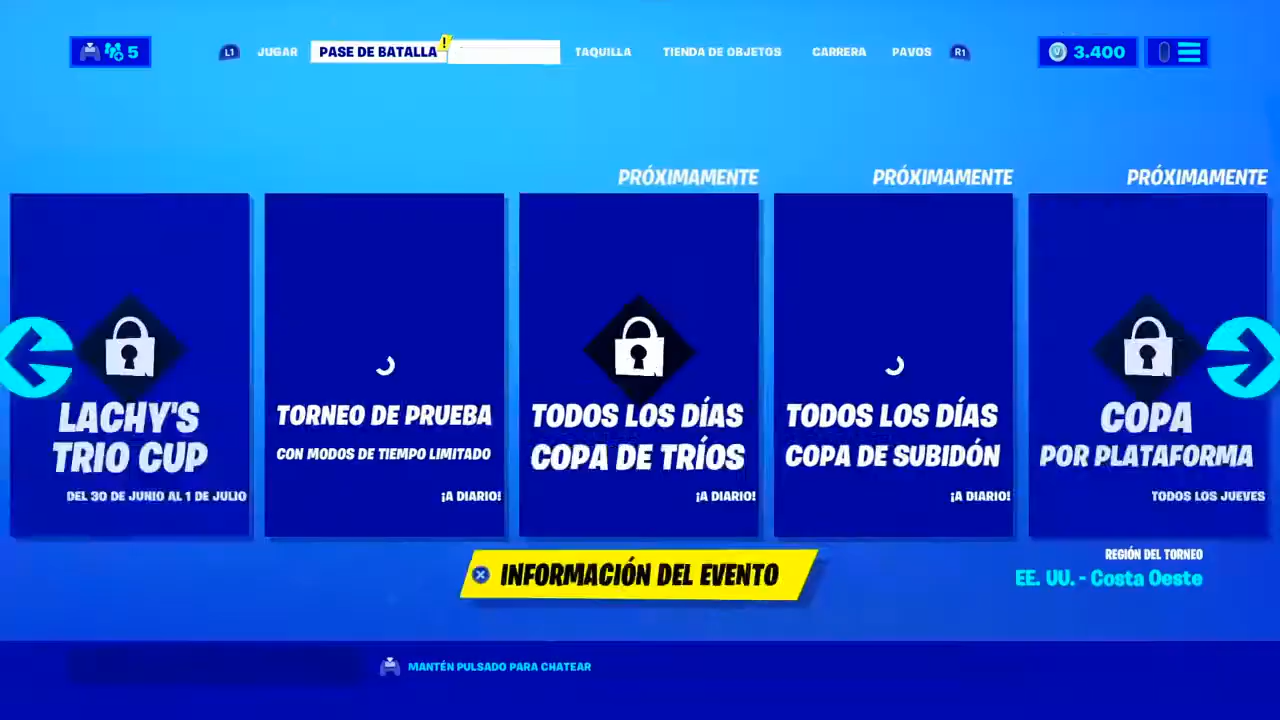 5
L1
JUGAR
PASE DE BATALLA
!
TAQUILLA
TIENDA DE OBJETOS
CARRERA
PAVOS
R1
V
3.400
LACHY'S
TRIO CUP
DEL 30 DE JUNIO AL 1 DE JULIO
TORNEO DE PRUEBA
CON MODOS DE TIEMPO LIMITADO
¡A DIARIO!
PRÓXIMAMENTE
TODOS LOS DÍAS
COPA DE TRÍOS
¡A DIARIO!
PRÓXIMAMENTE
TODOS LOS DÍAS
COPA DE SUBIDÓN
¡A DIARIO!
PRÓXIMAMENTE
COPA
POR PLATAFORMA
TODOS LOS JUEVES
INFORMACIÓN DEL EVENTO
REGIÓN DEL TORNEO
EE. UU. - Costa Oeste
MANTÉN PULSADO PARA CHATEAR